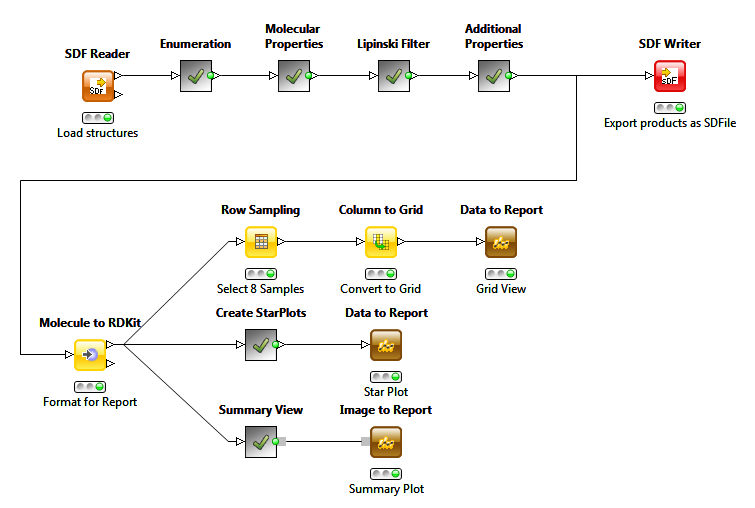 SDF Reader
Enumeration
Molecular
Properties
Lipinski Filter
Additional
Properties
SDF Writer
SDF
SDF
Load structures
Export products as SDFile
Row Sampling
Column to Grid
Data to Report
Select 8 Samples
Convert to Grid
Grid View
Molecule to RDKit
Create StarPlots
Data to Report
Format for Report
Star Plot
Summary View
Image to Report
Summary Plot